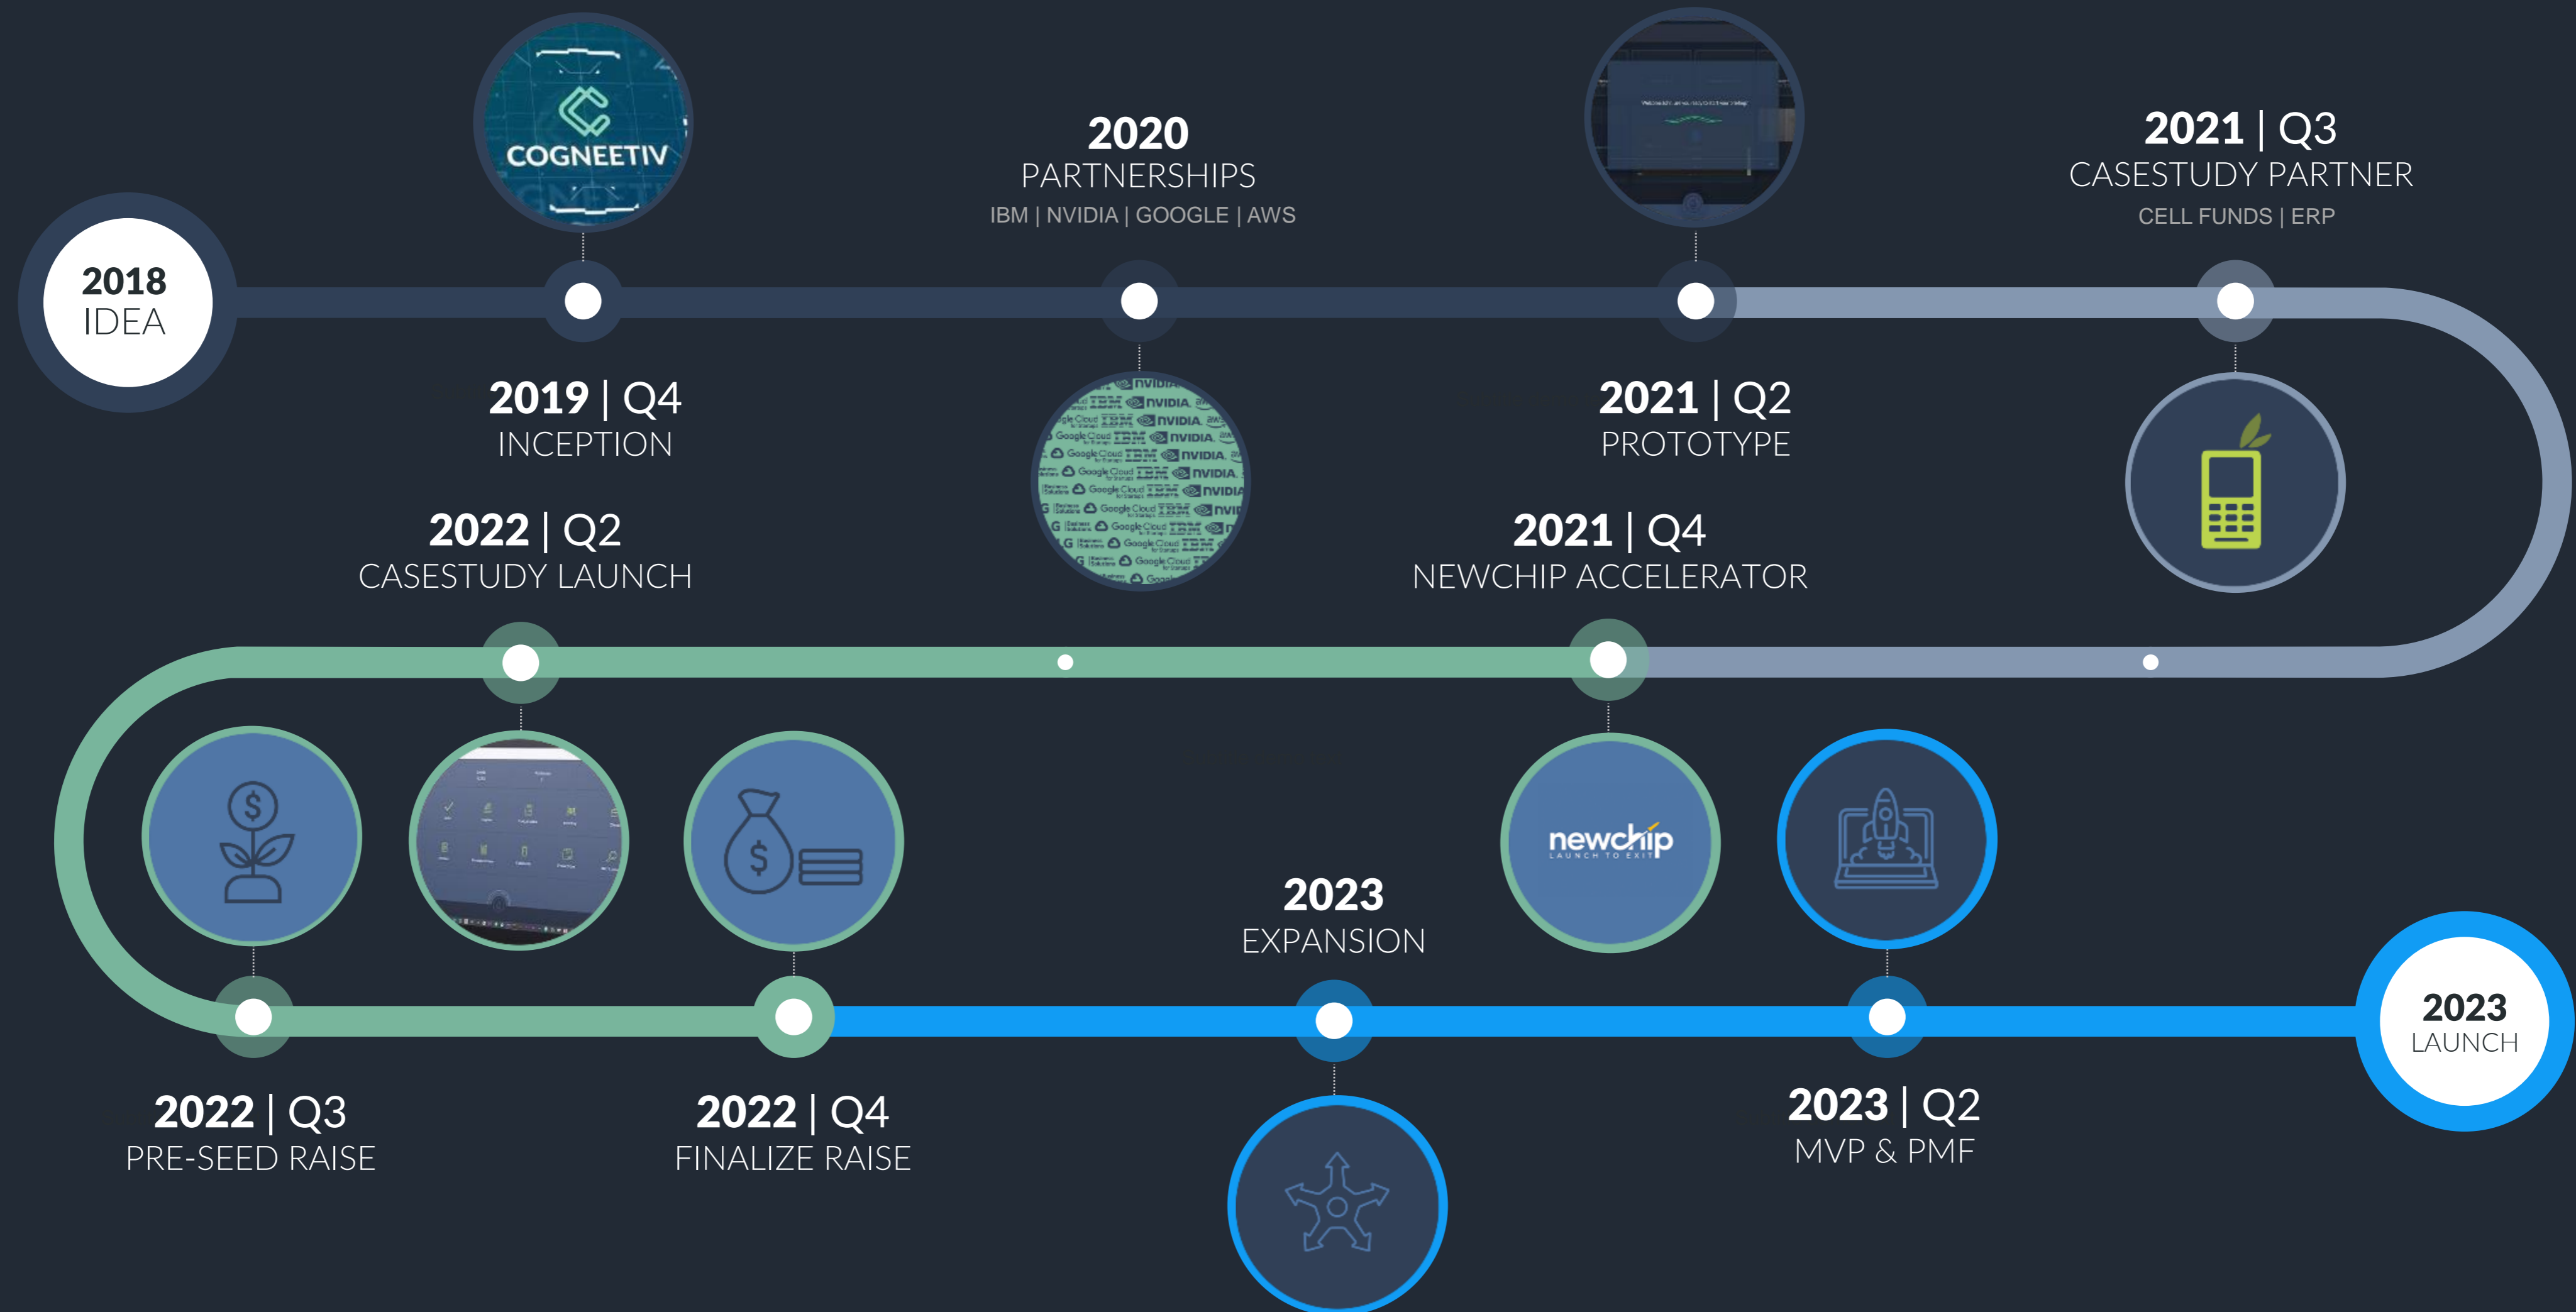 COGNEETIV
2018
IDEA
2019 | Q4
INCEPTION
2020
PARTNERSHIPS
IBM | NVIDIA | GOOGLE | AWS
2021 | Q2
PROTOTYPE
2021 | Q3
CASESTUDY PARTNER
CELL FUNDS | ERP
2021 | Q4
NEWCHIP ACCELERATOR
newchip
LAUNCH TO EXIT
2022 | Q2
CASESTUDY LAUNCH
2022 | Q3
PRE-SEED RAISE
2022 | Q4
FINALIZE RAISE
2023
EXPANSION
2023 | Q2
MVP & PMF
2023
LAUNCH